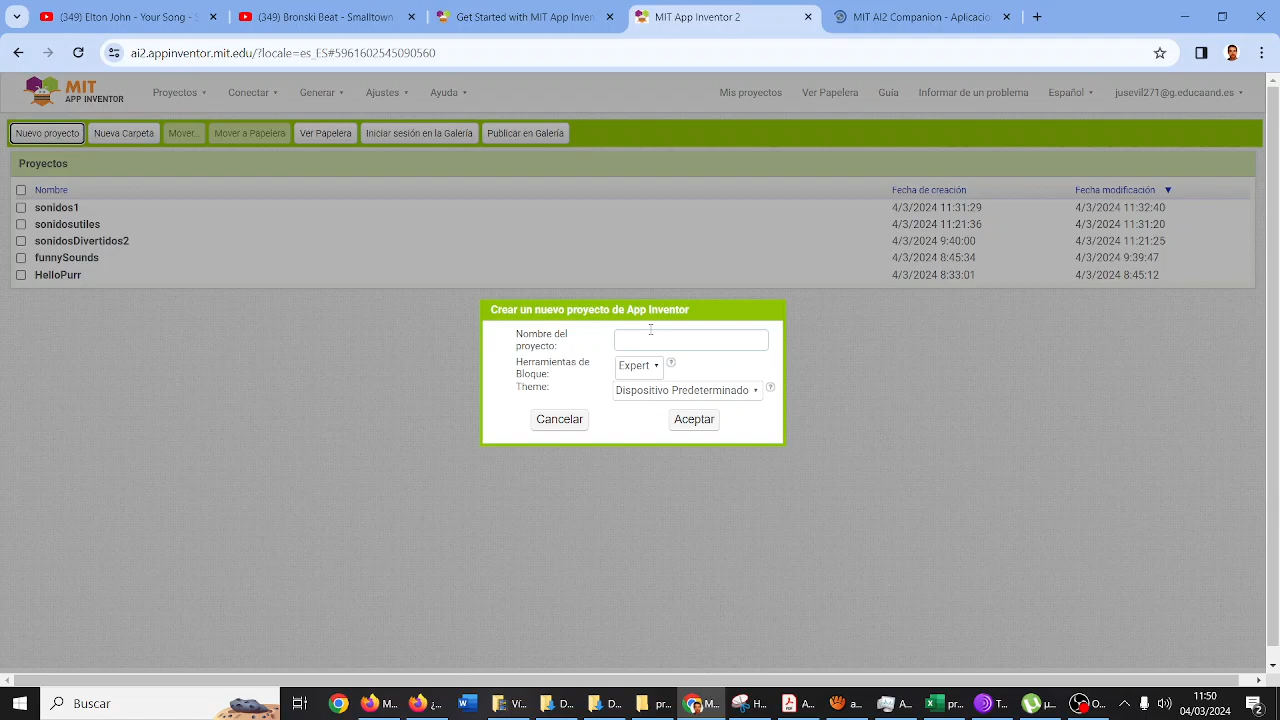 (349) Elton John - Your Song - S
(349) Bronski Beat - Smalltown
Get Started with MIT App Inven
MIT App Inventor 2
MIT AI2 Companion - Aplicacio
ai2.appinventor.mit.edu/?locale=es_ES#5961602545090560
MIT
APP INVENTOR
Proyectos
Conectar
Generar
Ajustes
Ayuda
Mis proyectos
Ver Papelera
Guía
Informar de un problema
Español
jusevil271@g.educaand.es
Nuevo proyecto
Nueva Carpeta
Mover...
Mover a Papelera
Ver Papelera
Iniciar sesión en la Galería
Publicar en Galería
Proyectos
Nombre Fecha de creación Fecha modificación
sonidos1 4/3/2024 11:31:29 4/3/2024 11:32:40
sonidosutiles 4/3/2024 11:21:36 4/3/2024 11:31:20
sonidosDivertidos2 4/3/2024 9:40:00 4/3/2024 11:21:25
funnySounds 4/3/2024 8:45:34 4/3/2024 9:39:47
HelloPurr 4/3/2024 8:33:01 4/3/2024 8:45:12
Crear un nuevo proyecto de App Inventor
Nombre del
proyecto:
Herramientas de
Bloque:
Expert
Theme:
Dispositivo Predeterminado
Cancelar
Aceptar
Buscar
M...
2...
W...
Vi...
D...
D...
pr...
M...
H...
P...
a...
A...
pr...
T...
µ...
O...
11:50
04/03/2024
2